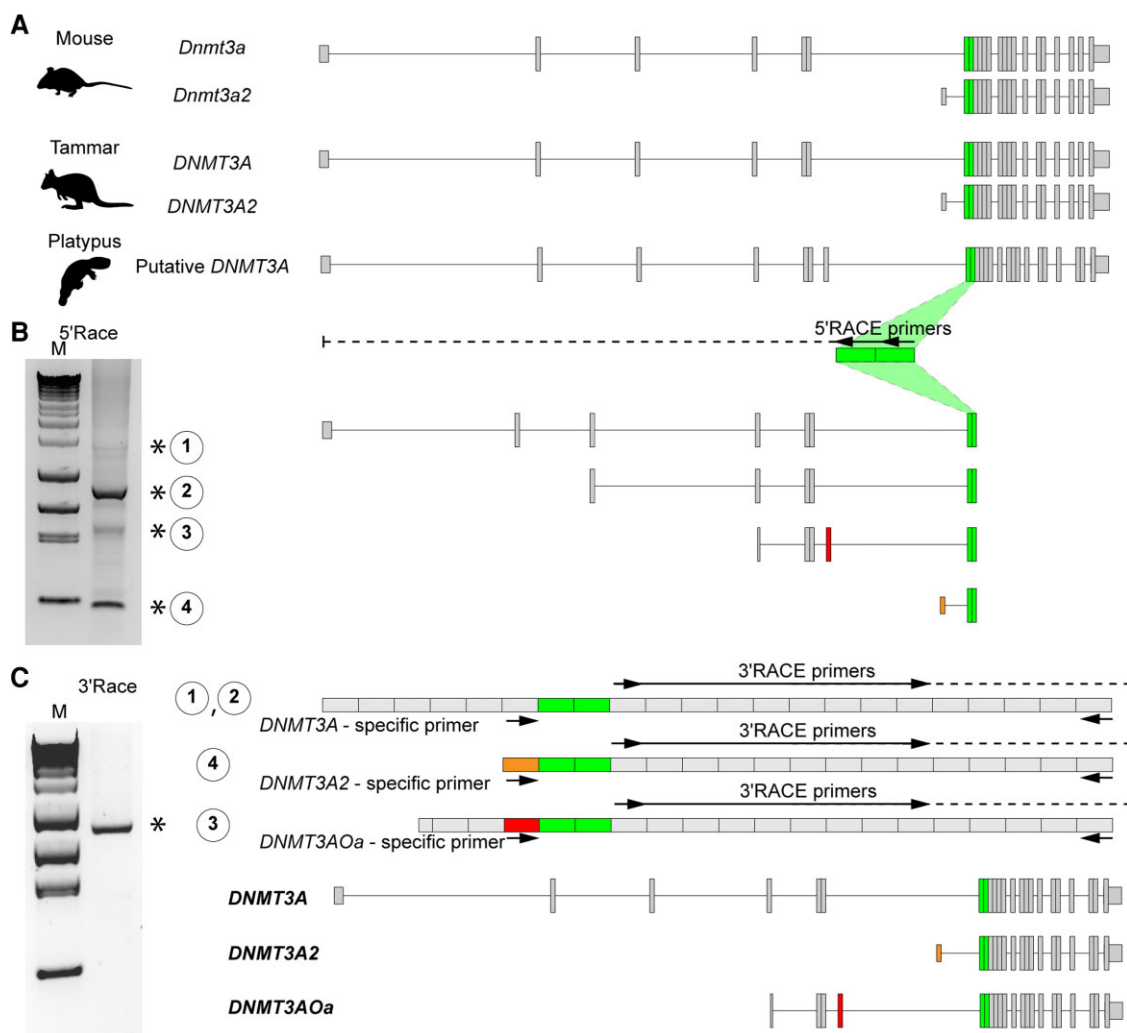 A
Mouse
Dnmt3a
Dnmt3a2
Tammar
DNMT3A
DNMT3A2
Platypus
Putative DNMT3A
B
5'Race
M
5'RACE primers
* 1
* 2
* 3
* 4
C
3'Race
M
*
1 , 2
3'RACE primers
DNMT3A - specific primer
4
3'RACE primers
DNMT3A2 - specific primer
3
3'RACE primers
DNMT3AOa - specific primer
DNMT3A
DNMT3A2
DNMT3AOa